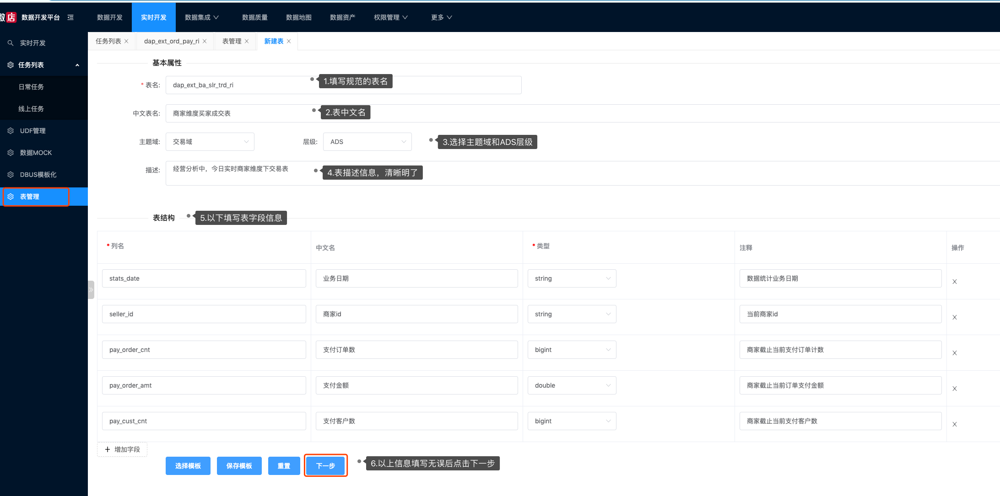 微店 数据开发平台 数据开发 实时开发 数据集成 数据质量 数据地图 数据资产 权限管理 更多
实时开发
任务列表
日常任务
线上任务
UDF管理
数据MOCK
DBUS模板化
表管理
任务列表 dap_ext_ord_pay_ri 表管理 新建表
基本属性
* 表名: dap_ext_ba_slr_trd_ri 1.填写规范的表名
中文表名: 商家维度买家成交表 2.表中文名
主题域: 交易域 层级: ADS 3.选择主题域和ADS层级
描述: 经营分析中，今日实时商家维度下交易表 4.表描述信息，清晰明了
表结构 5.以下填写表字段信息
* 列名 中文名 * 类型 注释 操作
stats_date 业务日期 string 数据统计业务日期 X
seller_id 商家id string 当前商家id X
pay_order_cnt 支付订单数 bigint 商家截止当前支付订单计数 X
pay_order_amt 支付金额 double 商家截止当前订单支付金额 X
pay_cust_cnt 支付客户数 bigint 商家截止当前支付客户数 X
+ 增加字段
选择模板 保存模板 重置 下一步 6.以上信息填写无误后点击下一步